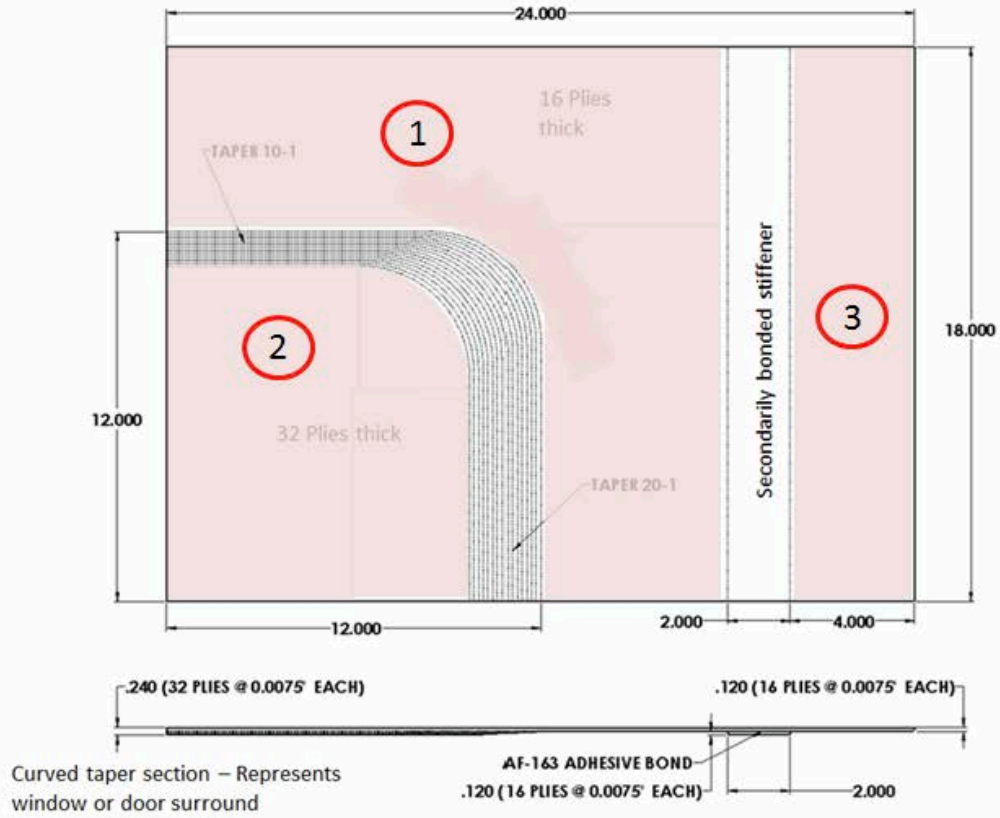 24.000
16 Plies
thick
1
TAPER 10-1
Secondarily bonded stiffener
3
2
18.000
12.000
32 Plies thick
TAPER 20-1
12.000
2.000
4.000
.240 (32 PLIES @ 0.0075' EACH)
.120 (16 PLIES @ 0.0075' EACH)
AF-163 ADHESIVE BOND
Curved taper section – Represents
window or door surround
.120 (16 PLIES @ 0.0075' EACH)
2.000